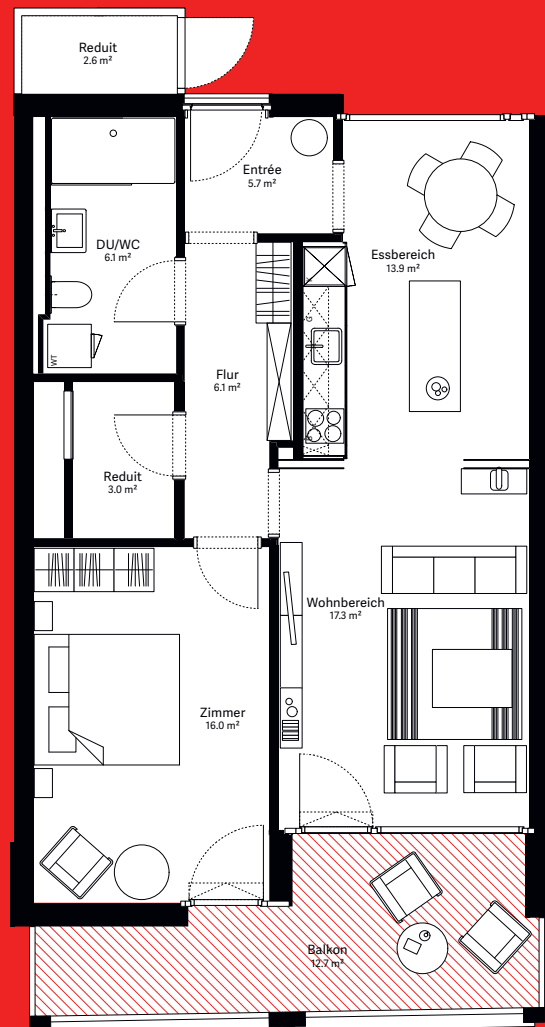 Reduit
2.6 m²
Entrée
5.7 m²
DU/WC
6.1 m²
Essbereich
13.9 m²
G
WT
Flur
6.1 m²
Reduit
3.0 m²
Wohnbereich
17.3 m²
Zimmer
16.0 m²
Balkon
12.7 m²